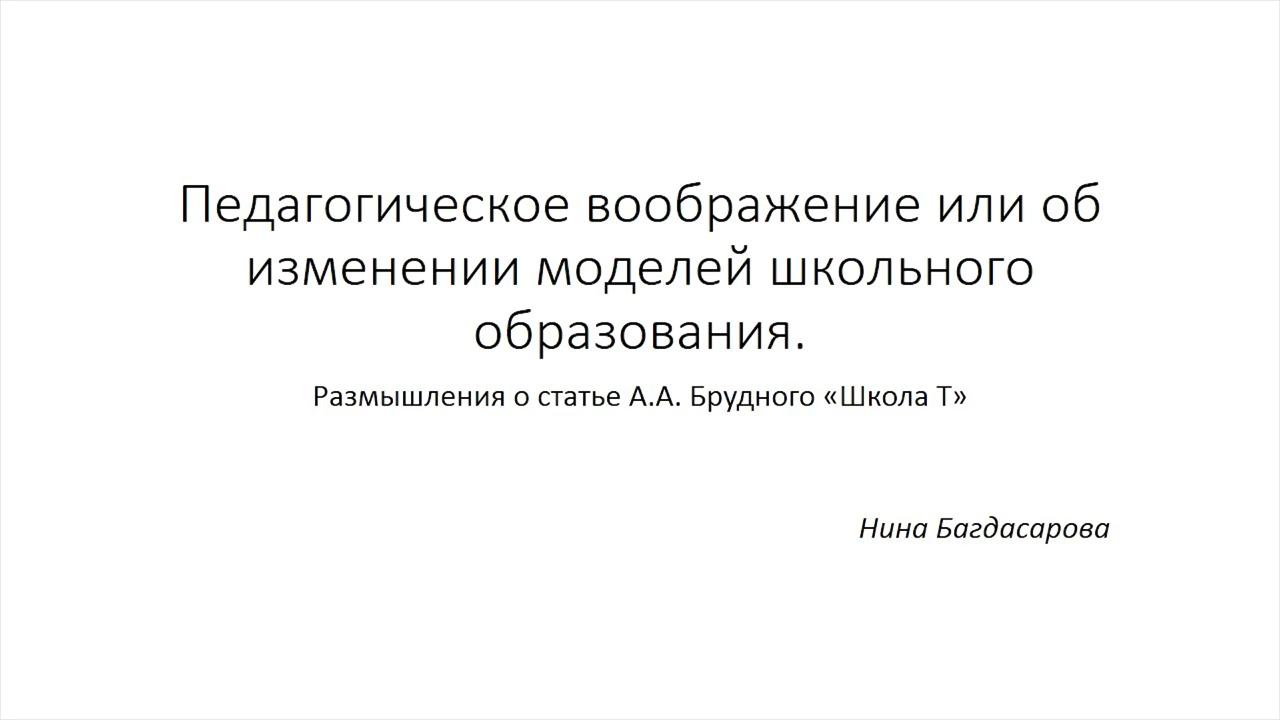 Педагогическое воображение или об
изменении моделей школьного
образования.
Размышления о статье А.А. Брудного «Школа Т»
Нина Багдасарова